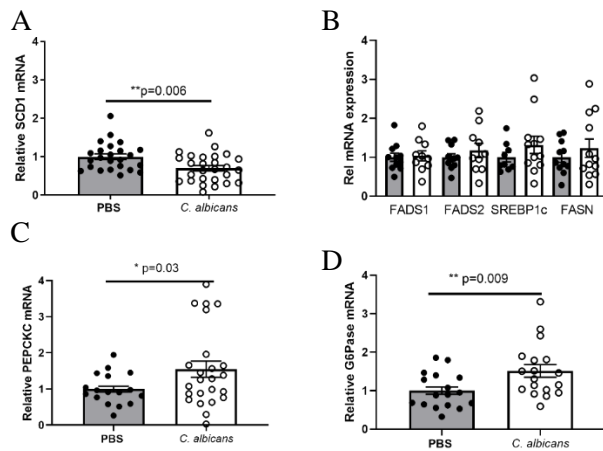 A
Relative SCD1 mRNA
4
3
2
1
0
**p=0.006
PBS
C. albicans
B
Rel mRNA expression
4
3
2
1
0
FADS1
FADS2
SREBP1c
FASN
C
Relative PEPCKC mRNA
4
3
2
1
0
* p=0.03
PBS
C. albicans
D
Relative G6Pase mRNA
4
3
2
1
0
** p=0.009
PBS
C. albicans